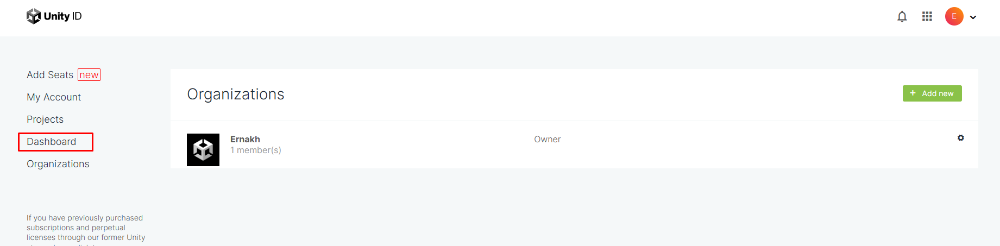 Unity ID
E
Add Seats new
My Account
Projects
Dashboard
Organizations
If you have previously purchased
subscriptions and perpetual
licenses through our former Unity
Organizations
+ Add new
Ernakh
1 member(s)
Owner